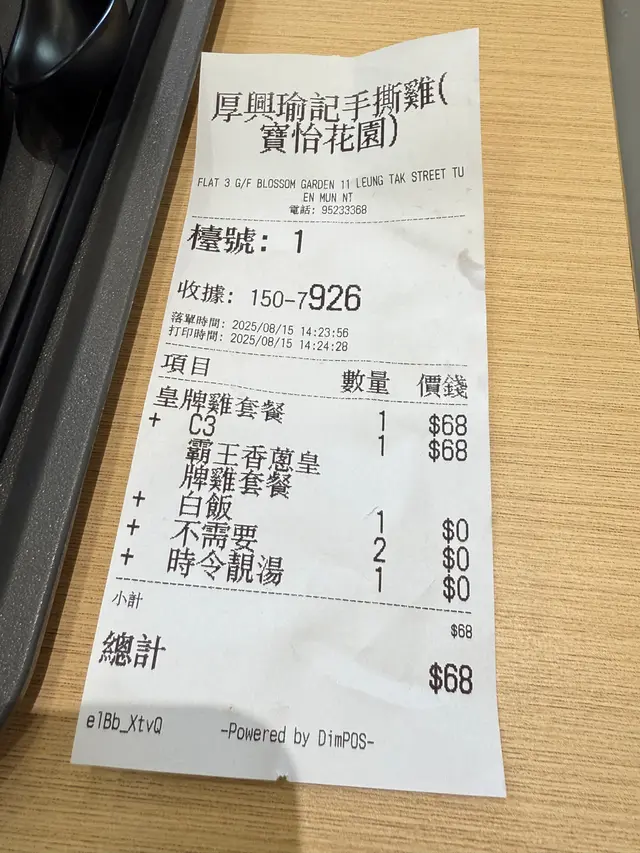 厚興瑜記手撕雞(
寶怡花園)
FLAT 3 G/F BLOSSOM GARDEN 11 LEUNG TAK STREET TU
EN MUN NT
電話: 95233368
檯號: 1
收據: 150-7926
落單時間: 2025/08/15 14:23:56
打印時間: 2025/08/15 14:24:28
項目 數量 價錢
皇牌雞套餐 1 $68
+ C3 1 $68
霸王香蔥皇
牌雞套餐
+ 白飯 1 $0
+ 不需要 2 $0
+ 時令靚湯 1 $0
小計 $68
總計 $68
elBb_XtvQ -Powered by DimPOS-